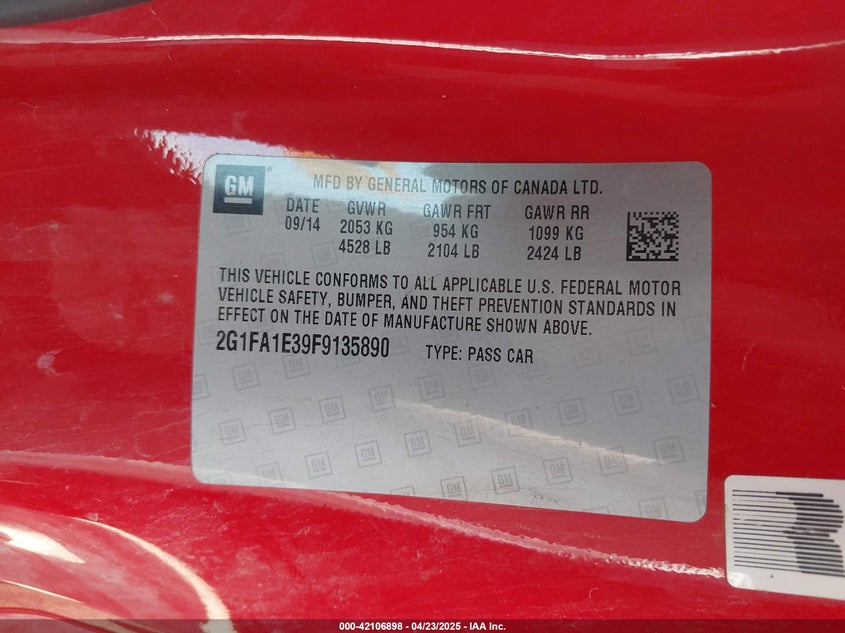 GM
MFD BY GENERAL MOTORS OF CANADA LTD.
DATE GVWR GAWR FRT GAWR RR
09/14 2053 KG 954 KG 1099 KG
4528 LB 2104 LB 2424 LB
THIS VEHICLE CONFORMS TO ALL APPLICABLE U.S. FEDERAL MOTOR
VEHICLE SAFETY, BUMPER, AND THEFT PREVENTION STANDARDS IN
EFFECT ON THE DATE OF MANUFACTURE SHOWN ABOVE.
2G1FA1E39F9135890 TYPE: PASS CAR
000-42106898 - 04/23/2025 - IAA Inc.